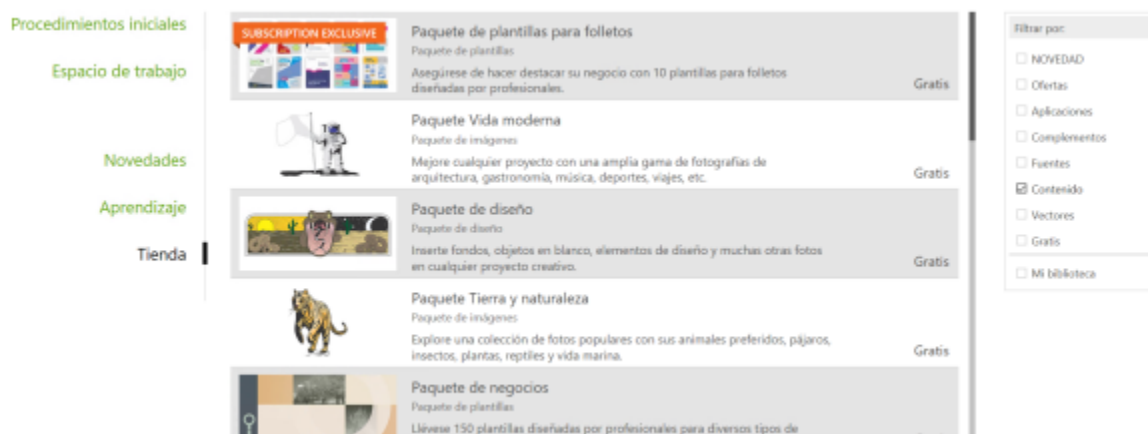 Procedimientos iniciales
Espacio de trabajo
Novedades
Aprendizaje
Tienda
SUBSCRIPTION EXCLUSIVE
Paquete de plantillas para folletos
Paquete de plantillas
Asegúrese de hacer destacar su negocio con 10 plantillas para folletos
diseñadas por profesionales.
Gratis
Paquete Vida moderna
Paquete de imágenes
Mejore cualquier proyecto con una amplia gama de fotografías de
arquitectura, gastronomía, música, deportes, viajes, etc.
Gratis
Paquete de diseño
Paquete de diseño
Inserte fondos, objetos en blanco, elementos de diseño y muchas otras fotos
en cualquier proyecto creativo.
Gratis
Paquete Tierra y naturaleza
Paquete de imágenes
Explore una colección de fotos populares con sus animales preferidos, pájaros,
insectos, plantas, reptiles y vida marina.
Gratis
Paquete de negocios
Paquete de plantillas
Llévese 150 plantillas diseñadas por profesionales para diversos tipos de
Filtrar por:
NOVEDAD
Ofertas
Aplicaciones
Complementos
Fuentes
Contenido
Vectores
Gratis
Mi biblioteca